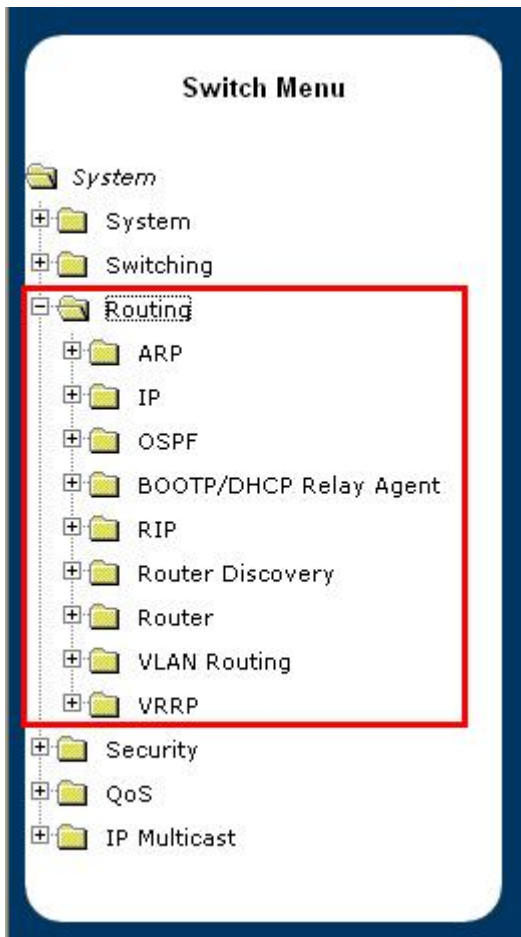 Switch Menu
System
System
Switching
Routing
ARP
IP
OSPF
BOOTP/DHCP Relay Agent
RIP
Router Discovery
Router
VLAN Routing
VRRP
Security
QoS
IP Multicast